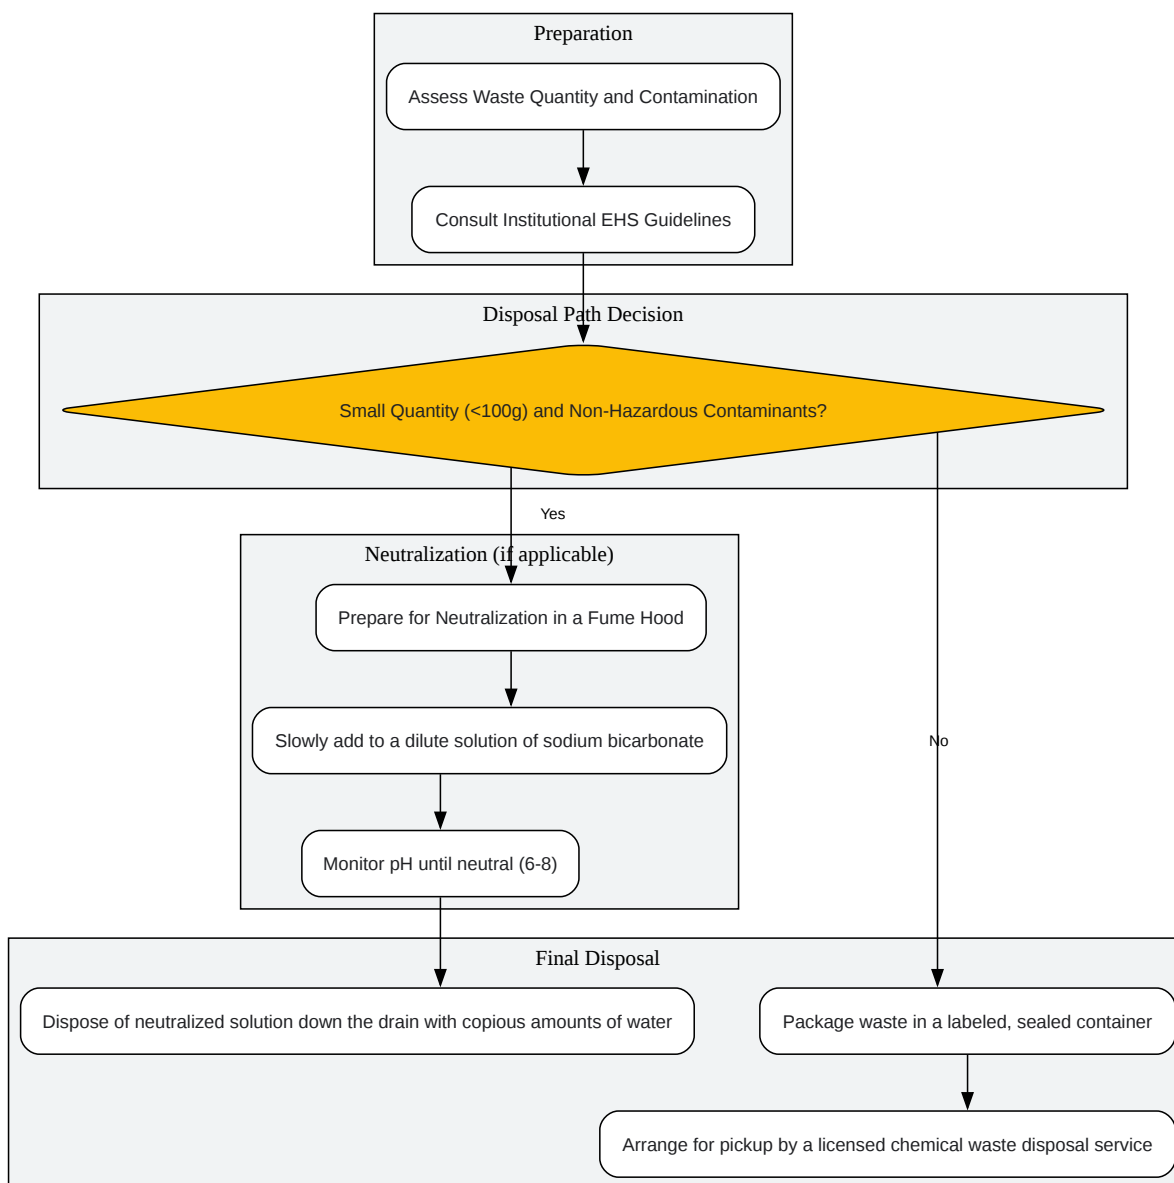 Preparation
Assess Waste Quantity and Contamination
Consult Institutional EHS Guidelines
Disposal Path Decision
Small Quantity (<100g) and Non-Hazardous Contaminants?
Yes
Neutralization (if applicable)
Prepare for Neutralization in a Fume Hood
Slowly add to a dilute solution of sodium bicarbonate
No
Monitor pH until neutral (6-8)
Final Disposal
Dispose of neutralized solution down the drain with copious amounts of water
Package waste in a labeled, sealed container
Arrange for pickup by a licensed chemical waste disposal service